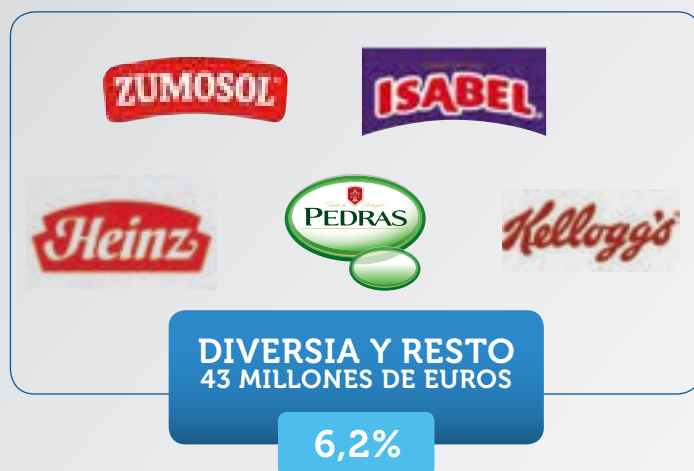 ZUMOSOL
ISABEL
Heinz
PEDRAS
Kellogg's
DIVERSIA Y RESTO
43 MILLONES DE EUROS
6,2%